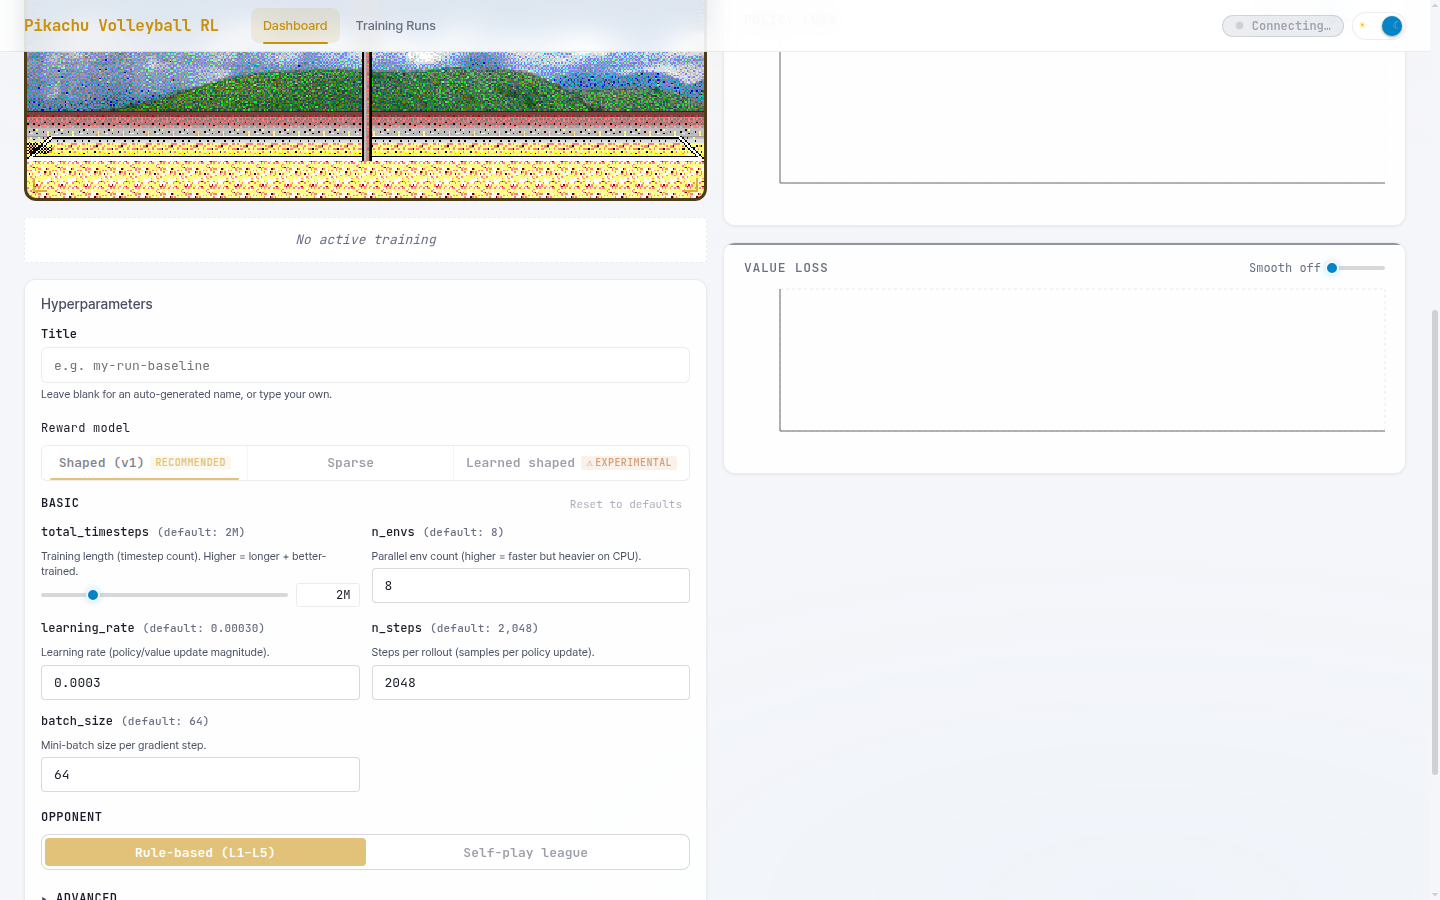 Pikachu Volleyball RL
Dashboard
Training Runs
Connecting…
No active training
Hyperparameters
Title
e.g. my-run-baseline
Leave blank for an auto-generated name, or type your own.
Reward model
Shaped (v1) RECOMMENDED
Sparse
Learned shaped ⚠ EXPERIMENTAL
BASIC
Reset to defaults
total_timesteps (default: 2M)
Training length (timestep count). Higher = longer + better-
trained.
2M
n_envs (default: 8)
Parallel env count (higher = faster but heavier on CPU).
8
learning_rate (default: 0.00030)
Learning rate (policy/value update magnitude).
0.0003
n_steps (default: 2,048)
Steps per rollout (samples per policy update).
2048
batch_size (default: 64)
Mini-batch size per gradient step.
64
OPPONENT
Rule-based (L1–L5)
Self-play league
▸ ADVANCED
POLICY LOSS
VALUE LOSS
Smooth off